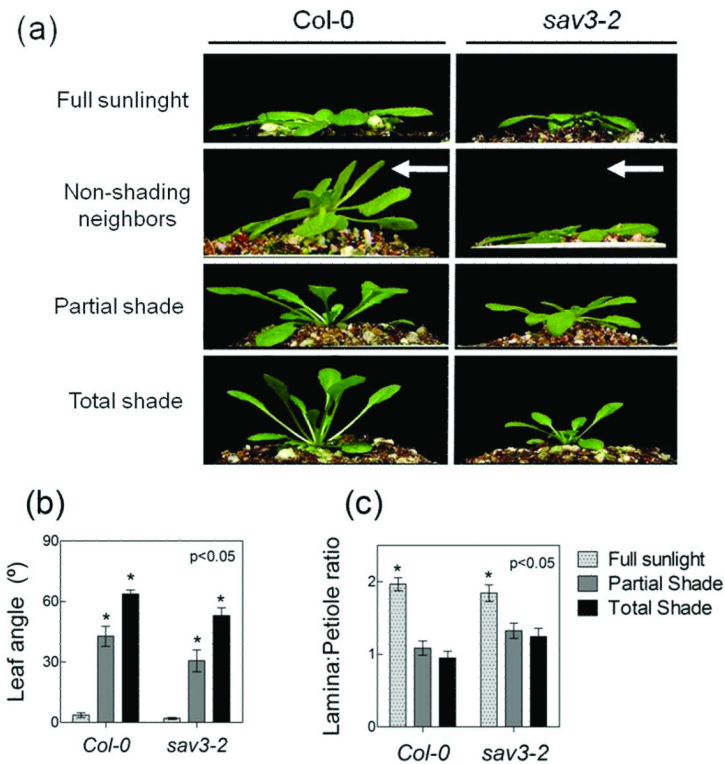 (a)
Col-0
sav3-2
Full sunlinght
Non-shading
neighbors
Partial shade
Total shade
(b)
Leaf angle (º)
90
60
30
0
p<0.05
*
*
*
*
Col-0
sav3-2
(c)
Lamina:Petiole ratio
2
1
0
p<0.05
*
*
Col-0
sav3-2
Full sunlight
Partial Shade
Total Shade